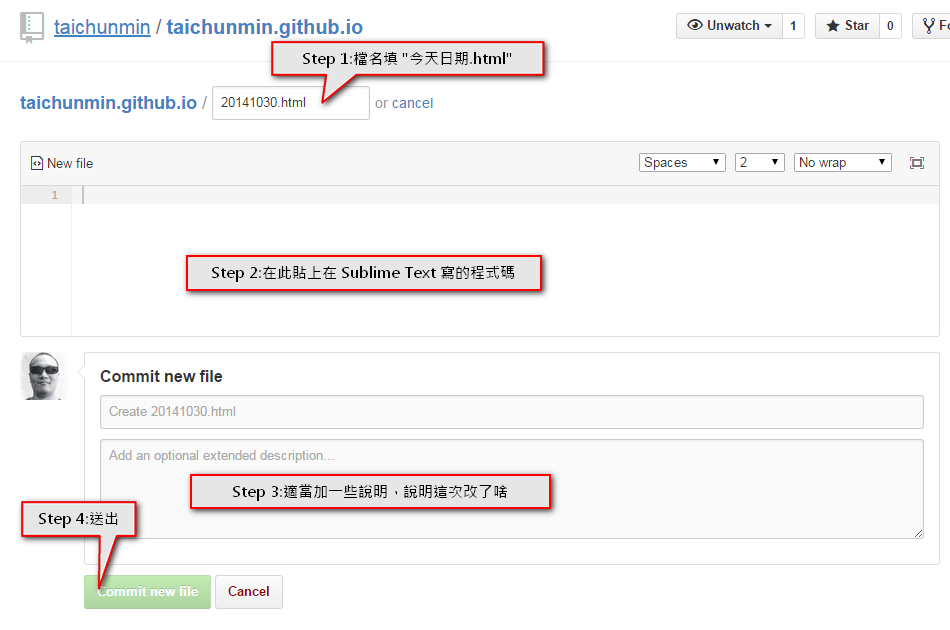 taichunmin / taichunmin.github.io
Unwatch 1
Star 0
Step 1:檔名填 "今天日期.html"
taichunmin.github.io / 20141030.html or cancel
New file
Spaces 2 No wrap
1
Step 2:在此貼上在 Sublime Text 寫的程式碼
Commit new file
Create 20141030.html
Add an optional extended description...
Step 3:適當加一些說明，說明這次改了啥
Step 4:送出
Commit new file
Cancel